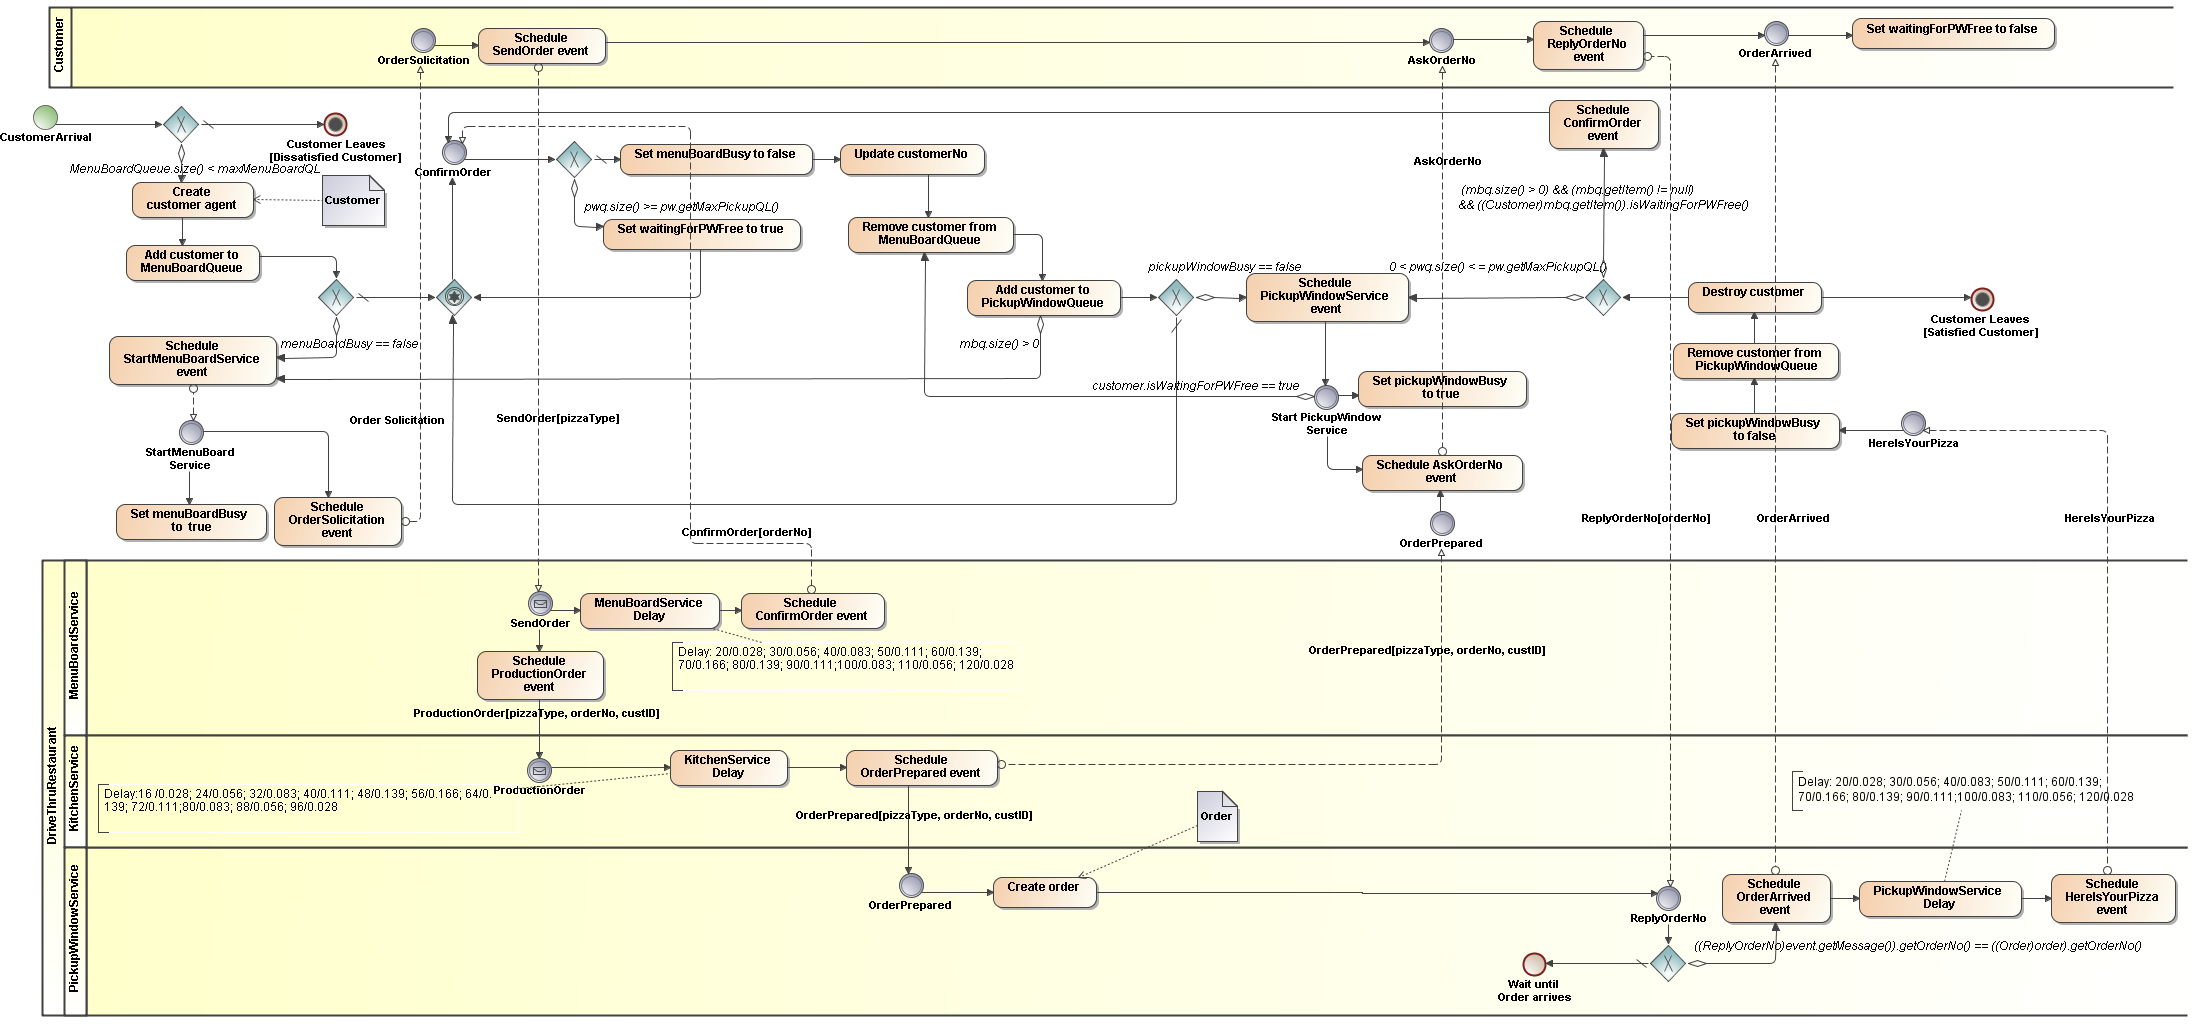 Customer
OrderSolicitation
Schedule
SendOrder event
AskOrderNo
Schedule
ReplyOrderNo
event
OrderArrived
Set waitingForPWFree to false
CustomerArrival
Customer Leaves
[Dissatisfied Customer]
MenuBoardQueue.size() < maxMenuBoardQL
Create
customer agent
Customer
Add customer to
MenuBoardQueue
menuBoardBusy == false
Schedule
StartMenuBoardService
event
StartMenuBoard
Service
Set menuBoardBusy
to true
Schedule
OrderSolicitation
event
Order Solicitation
ConfirmOrder
Set menuBoardBusy to false
Update customerNo
pwq.size() >= pw.getMaxPickupQL()
Set waitingForPWFree to true
Remove customer from
MenuBoardQueue
Add customer to
PickupWindowQueue
mbq.size() > 0
pickupWindowBusy == false
Schedule
PickupWindowService
event
customer.isWaitingForPWFree == true
Start PickupWindow
Service
Set pickupWindowBusy
to true
Schedule AskOrderNo
event
OrderPrepared
AskOrderNo
Schedule
ConfirmOrder
event
(mbq.size() > 0) && (mbq.getItem() != null)
&& ((Customer)mbq.getItem()).isWaitingForPWFree()
0 < pwq.size() < = pw.getMaxPickupQL()
Destroy customer
Customer Leaves
[Satisfied Customer]
Remove customer from
PickupWindowQueue
Set pickupWindowBusy
to false
HereIsYourPizza
SendOrder[pizzaType]
ConfirmOrder[orderNo]
ReplyOrderNo[orderNo]
OrderArrived
HereIsYourPizza
DriveThruRestaurant
MenuBoardService
SendOrder
MenuBoardService
Delay
Schedule
ConfirmOrder event
Delay: 20/0.028; 30/0.056; 40/0.083; 50/0.111; 60/0.139;
70/0.166; 80/0.139; 90/0.111;100/0.083; 110/0.056; 120/0.028
Schedule
ProductionOrder
event
ProductionOrder[pizzaType, orderNo, custID]
OrderPrepared[pizzaType, orderNo, custID]
KitchenService
ProductionOrder
KitchenService
Delay
Schedule
OrderPrepared event
Delay:16 /0.028; 24/0.056; 32/0.083; 40/0.111; 48/0.139; 56/0.166; 64/0.
139; 72/0.111;80/0.083; 88/0.056; 96/0.028
OrderPrepared[pizzaType, orderNo, custID]
Order
Delay: 20/0.028; 30/0.056; 40/0.083; 50/0.111; 60/0.139;
70/0.166; 80/0.139; 90/0.111;100/0.083; 110/0.056; 120/0.028
PickupWindowService
OrderPrepared
Create order
ReplyOrderNo
Schedule
OrderArrived
event
PickupWindowService
Delay
Schedule
HereIsYourPizza
event
((ReplyOrderNo)event.getMessage()).getOrderNo() == ((Order)order).getOrderNo()
Wait until
Order arrives